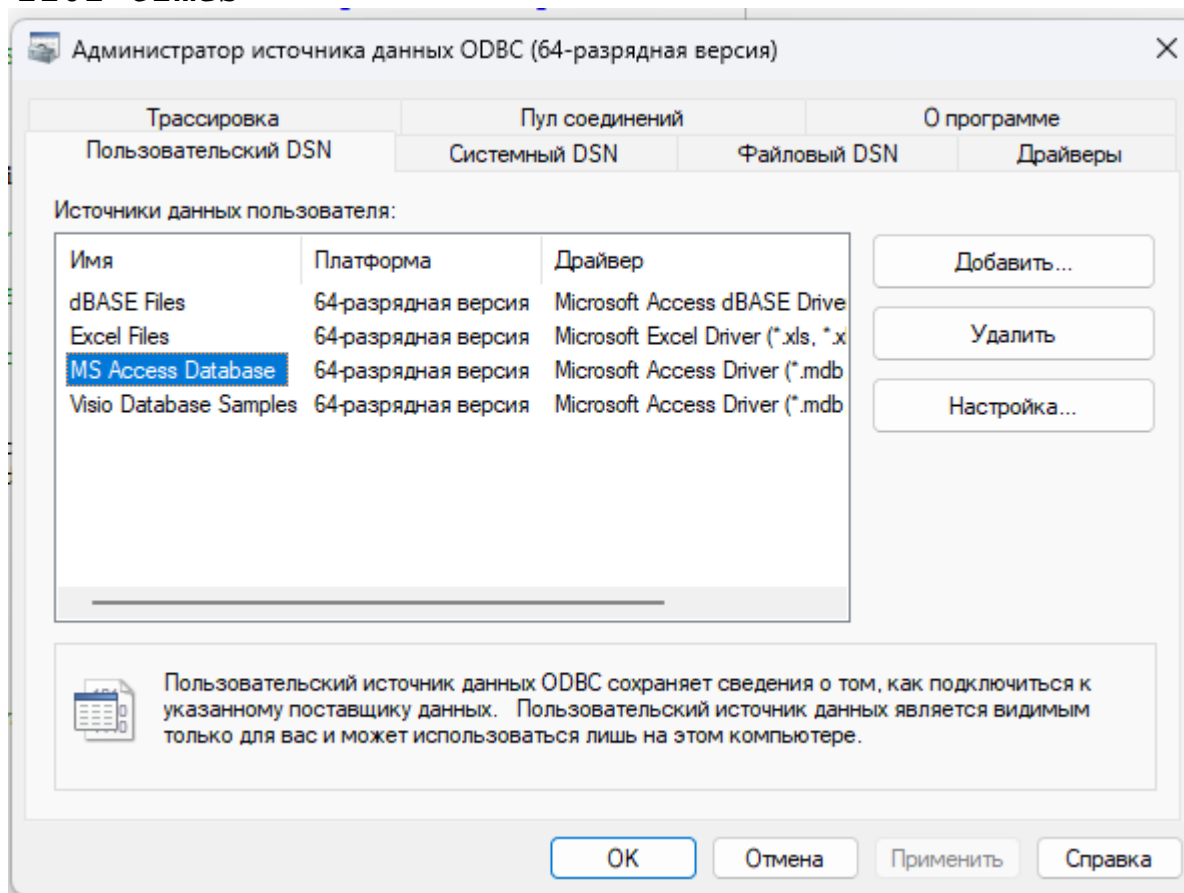 Администратор источника данных ODBC (64-разрядная версия)
Трассировка Пул соединений О программе
Пользовательский DSN Системный DSN Файловый DSN Драйверы
Источники данных пользователя:
Имя Платформа Драйвер
dBASE Files 64-разрядная версия Microsoft Access dBASE Drive
Excel Files 64-разрядная версия Microsoft Excel Driver (*.xls, *.x
MS Access Database 64-разрядная версия Microsoft Access Driver (*.mdb
Visio Database Samples 64-разрядная версия Microsoft Access Driver (*.mdb
Добавить...
Удалить
Настройка...
Пользовательский источник данных ODBC сохраняет сведения о том, как подключиться к
указанному поставщику данных. Пользовательский источник данных является видимым
только для вас и может использоваться лишь на этом компьютере.
OK Отмена Применить Справка